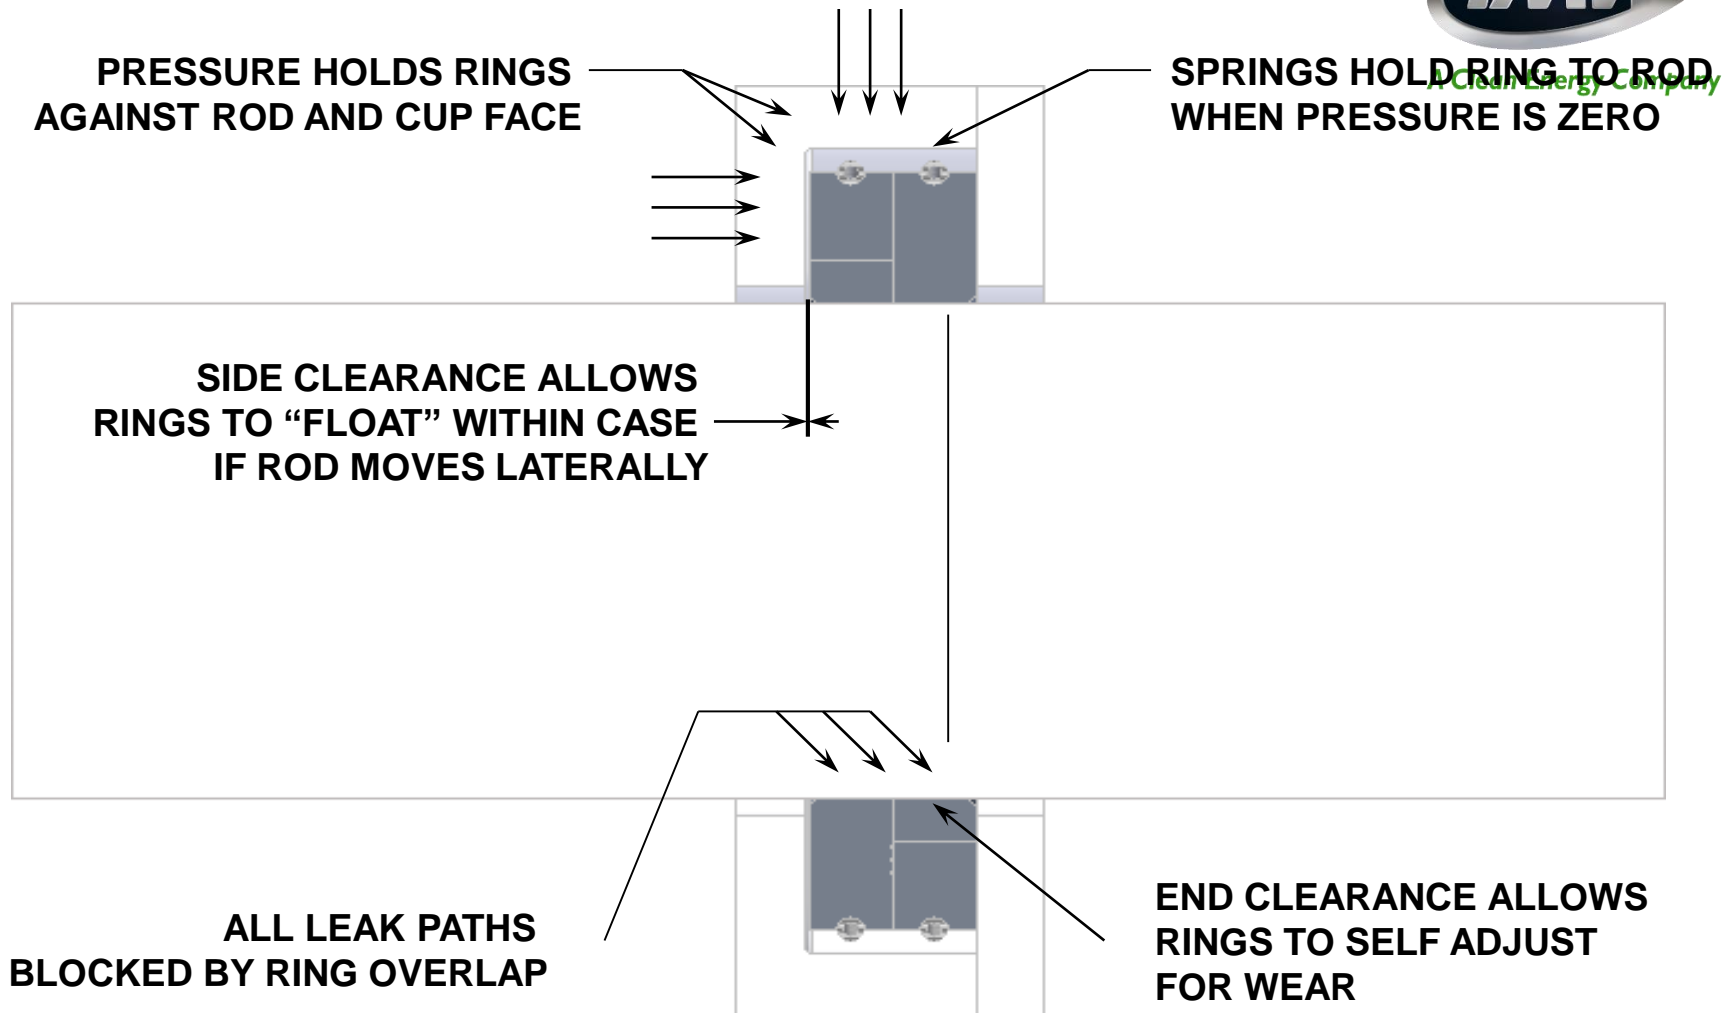 PRESSURE HOLDS RINGS
AGAINST ROD AND CUP FACE
SPRINGS HOLD RING TO ROD
WHEN PRESSURE IS ZERO
A Clean Energy Company
SIDE CLEARANCE ALLOWS
RINGS TO “FLOAT” WITHIN CASE
IF ROD MOVES LATERALLY
ALL LEAK PATHS
BLOCKED BY RING OVERLAP
END CLEARANCE ALLOWS
RINGS TO SELF ADJUST
FOR WEAR